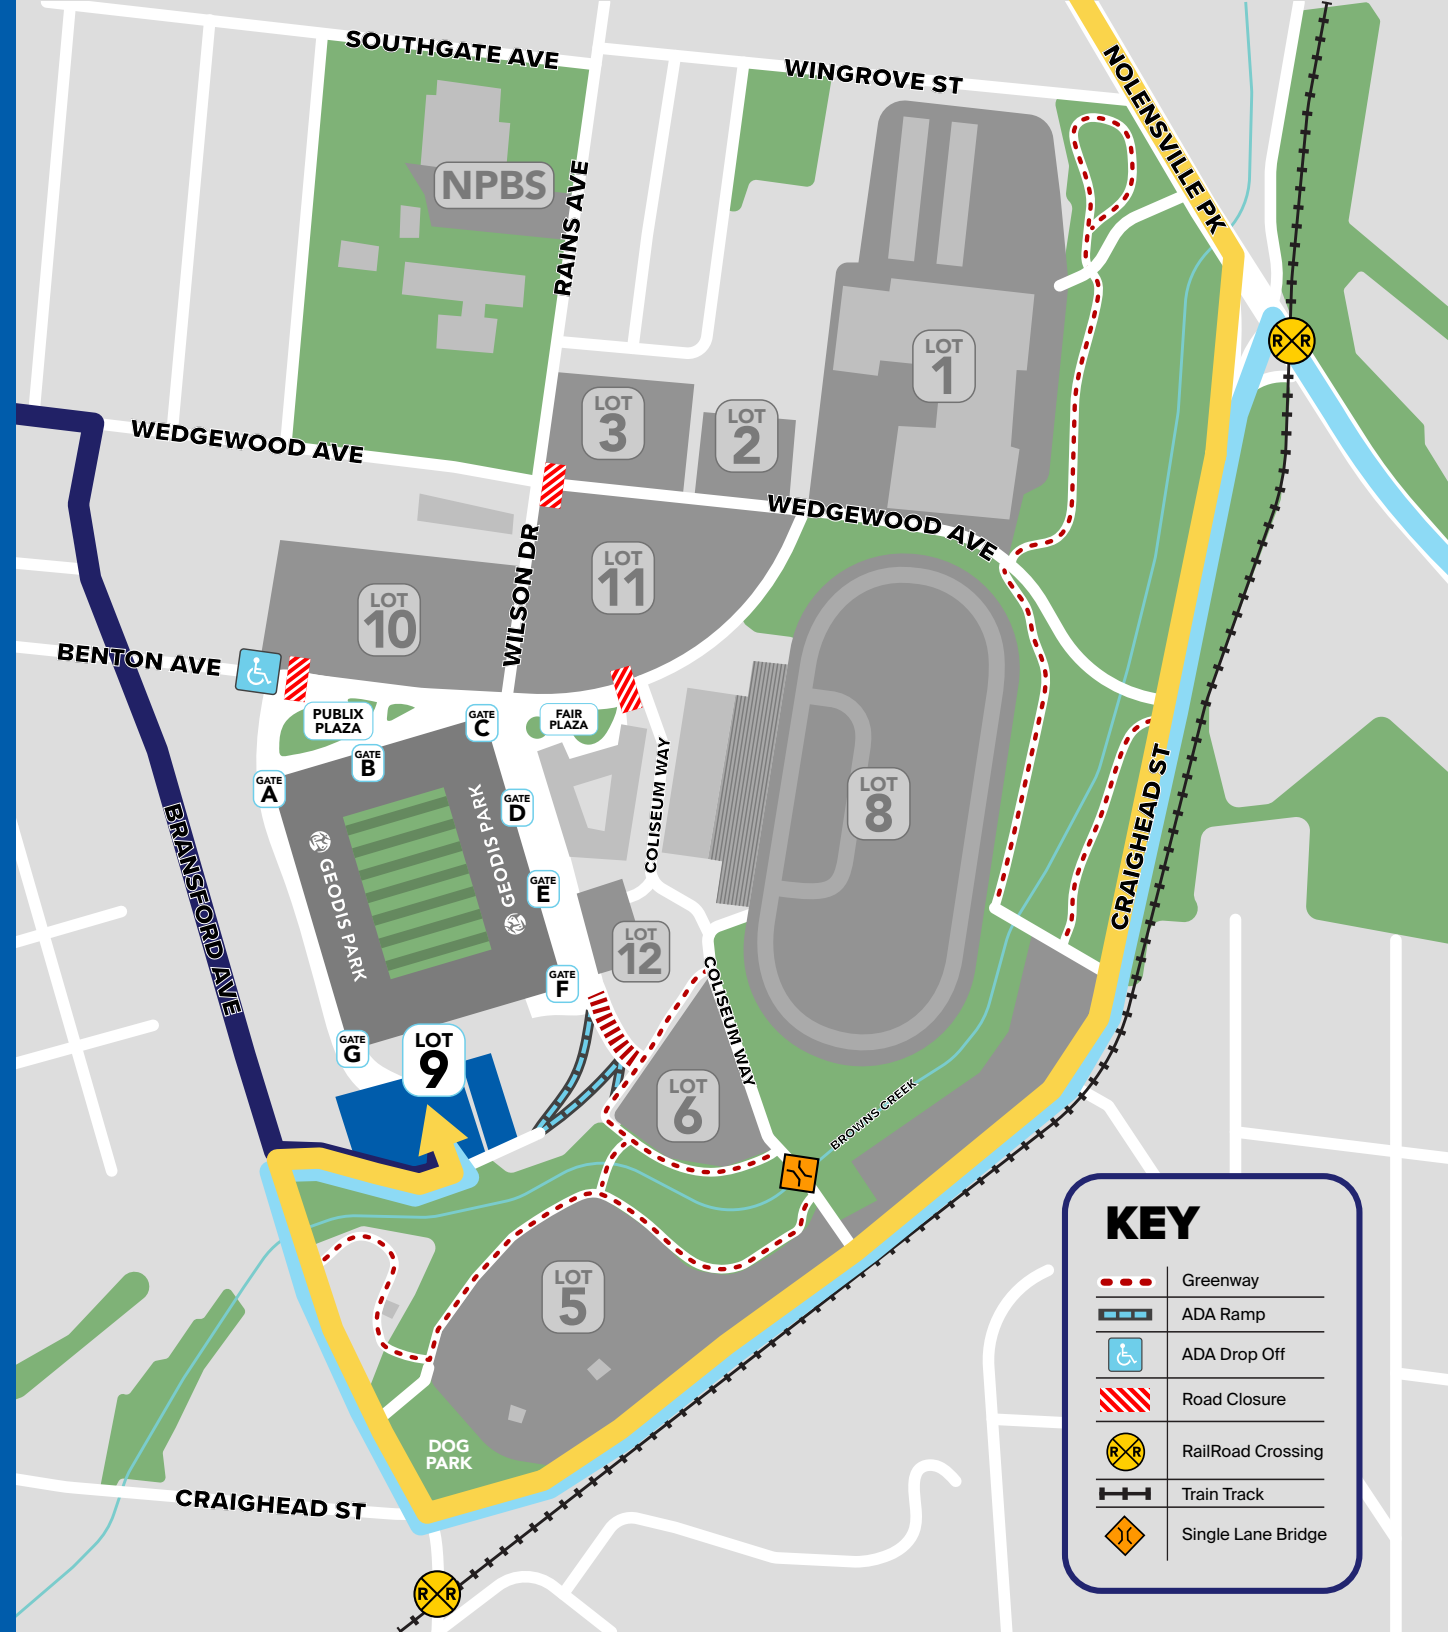 SOUTHGATE AVE
WINGROVE ST
NOLENSVILLE PK
NPBS
RAINS AVE
LOT
1
LOT
3
LOT
2
WEDGEWOOD AVE
WEDGEWOOD AVE
R R
WILSON DR
LOT
11
LOT
10
BENTON AVE
PUBLIX
PLAZA
GATE
C
FAIR
PLAZA
GATE
B
GATE
A
GATE
D
COLISEUM WAY
LOT
8
CRAIGHEAD ST
BRANSFORD AVE
GEODIS PARK
GEODIS PARK
GATE
E
LOT
12
GATE
F
COLISEUM WAY
GATE
G
LOT
9
LOT
6
BROWNS CREEK
LOT
5
DOG
PARK
CRAIGHEAD ST
R R
KEY
Greenway
ADA Ramp
ADA Drop Off
Road Closure
R R
RailRoad Crossing
Train Track
Single Lane Bridge